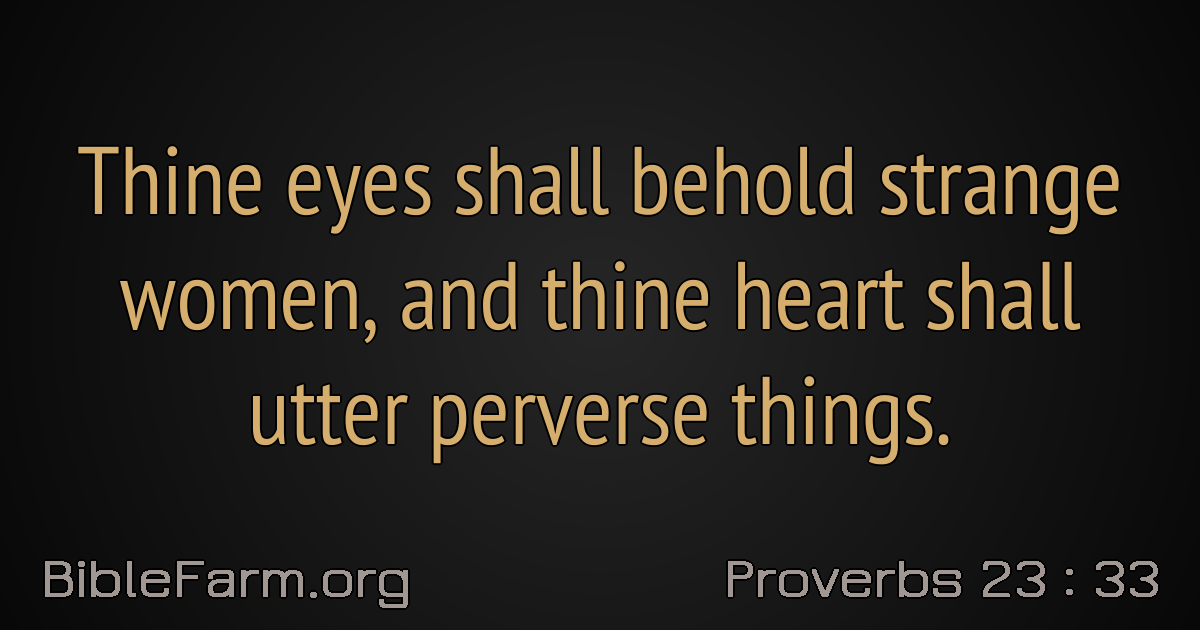 Thine eyes shall behold strange
women, and thine heart shall
utter perverse things.
BibleFarm.org
Proverbs 23 : 33